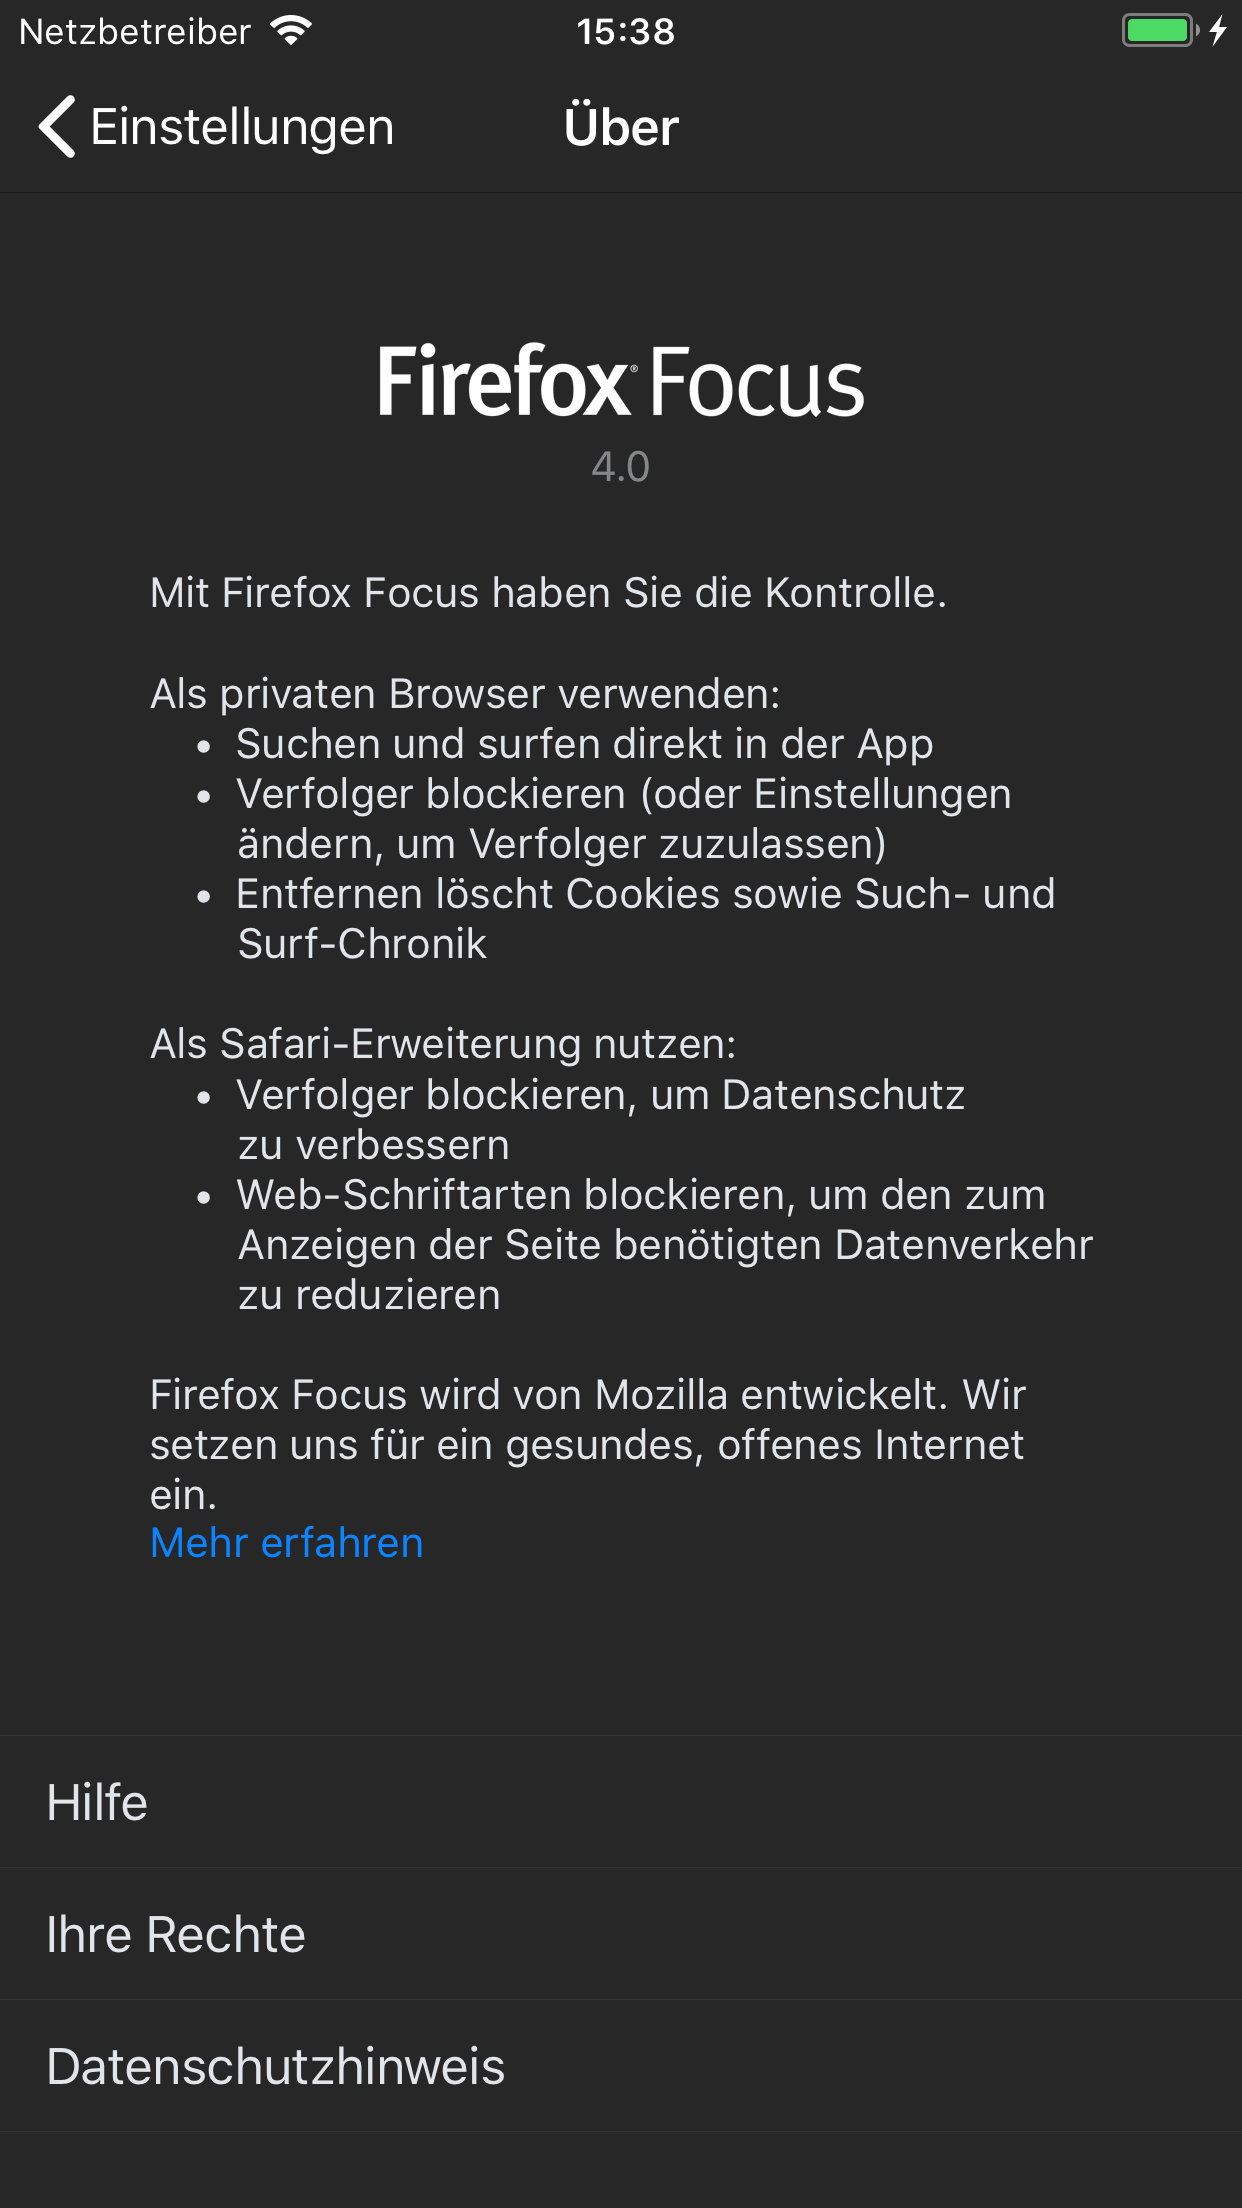 Netzbetreiber
15:38
Einstellungen
Über
Firefox® Focus
4.0
Mit Firefox Focus haben Sie die Kontrolle.
Als privaten Browser verwenden:
• Suchen und surfen direkt in der App
• Verfolger blockieren (oder Einstellungen
ändern, um Verfolger zuzulassen)
• Entfernen löscht Cookies sowie Such- und
Surf-Chronik
Als Safari-Erweiterung nutzen:
• Verfolger blockieren, um Datenschutz
zu verbessern
• Web-Schriftarten blockieren, um den zum
Anzeigen der Seite benötigten Datenverkehr
zu reduzieren
Firefox Focus wird von Mozilla entwickelt. Wir
setzen uns für ein gesundes, offenes Internet
ein.
Mehr erfahren
Hilfe
Ihre Rechte
Datenschutzhinweis